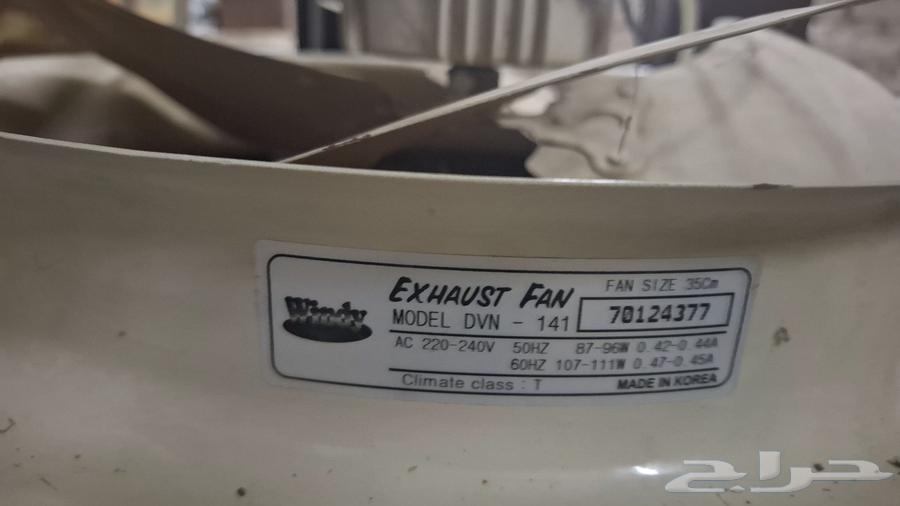 Windy
EXHAUST FAN
FAN SIZE 35Cm
MODEL DVN - 141
70124377
AC 220-240V 50HZ 87-96W 0.42-0.44A
60HZ 107-111W 0.47-0.45A
Climate class : T
MADE IN KOREA
حراج